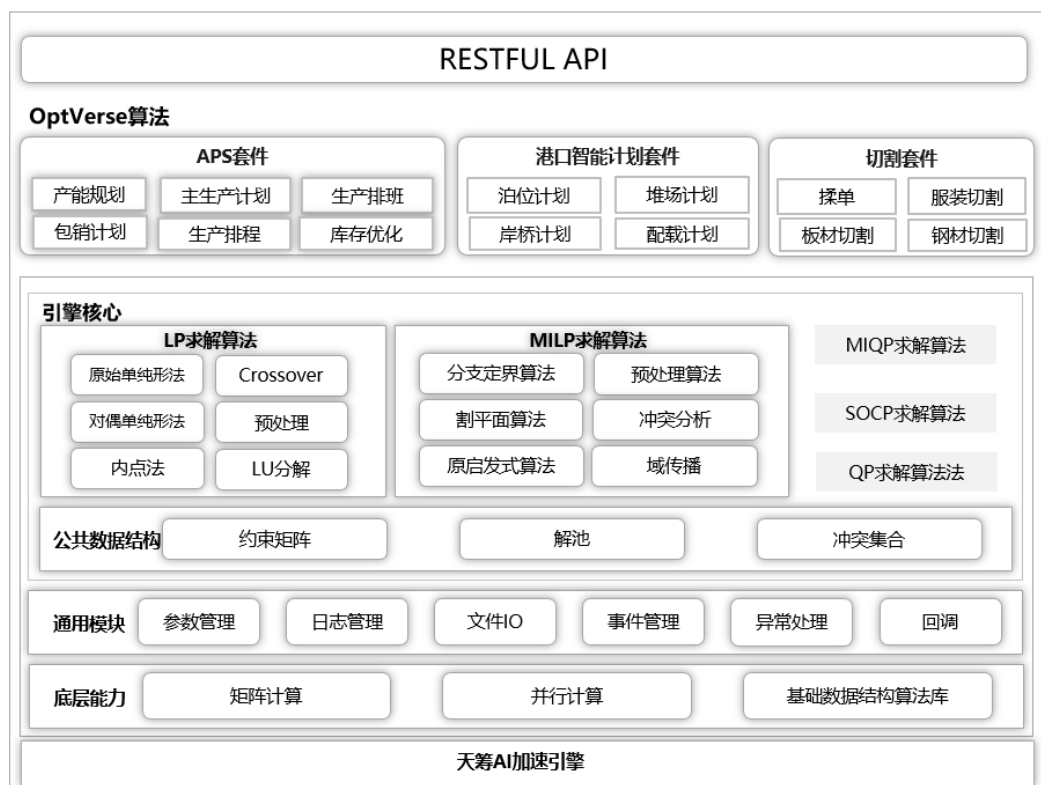 RESTFUL API
OptVerse算法
APS套件
产能规划 主生产计划 生产排班
包销计划 生产排程 库存优化
港口智能计划套件
泊位计划 堆场计划
岸桥计划 配载计划
切割套件
揉单 服装切割
板材切割 钢材切割
引擎核心
LP求解算法
原始单纯形法 Crossover
对偶单纯形法 预处理
内点法 LU分解
MILP求解算法
分支定界算法 预处理算法
割平面算法 冲突分析
原启发式算法 域传播
MIQP求解算法
SOCP求解算法
QP求解算法法
公共数据结构 约束矩阵 解池 冲突集合
通用模块 参数管理 日志管理 文件IO 事件管理 异常处理 回调
底层能力 矩阵计算 并行计算 基础数据结构算法库
天筹AI加速引擎